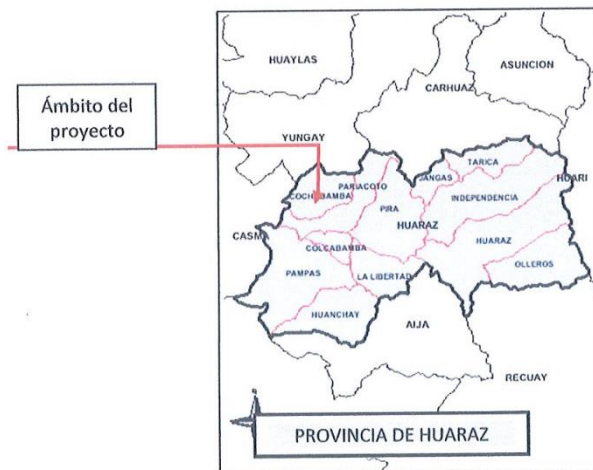 HUAYLAS
ASUNCION
CARHUAZ
Ámbito del
proyecto
YUNGAY
TARICA
JANGAS
HUARI
PARIACOTO
COCHABAMBA
INDEPENDENCIA
PIRA
HUARAZ
CASMA
COLCABAMBA
HUARAZ
OLLEROS
PAMPAS
LA LIBERTAD
HUANCHAY
AIJA
RECUAY
PROVINCIA DE HUARAZ